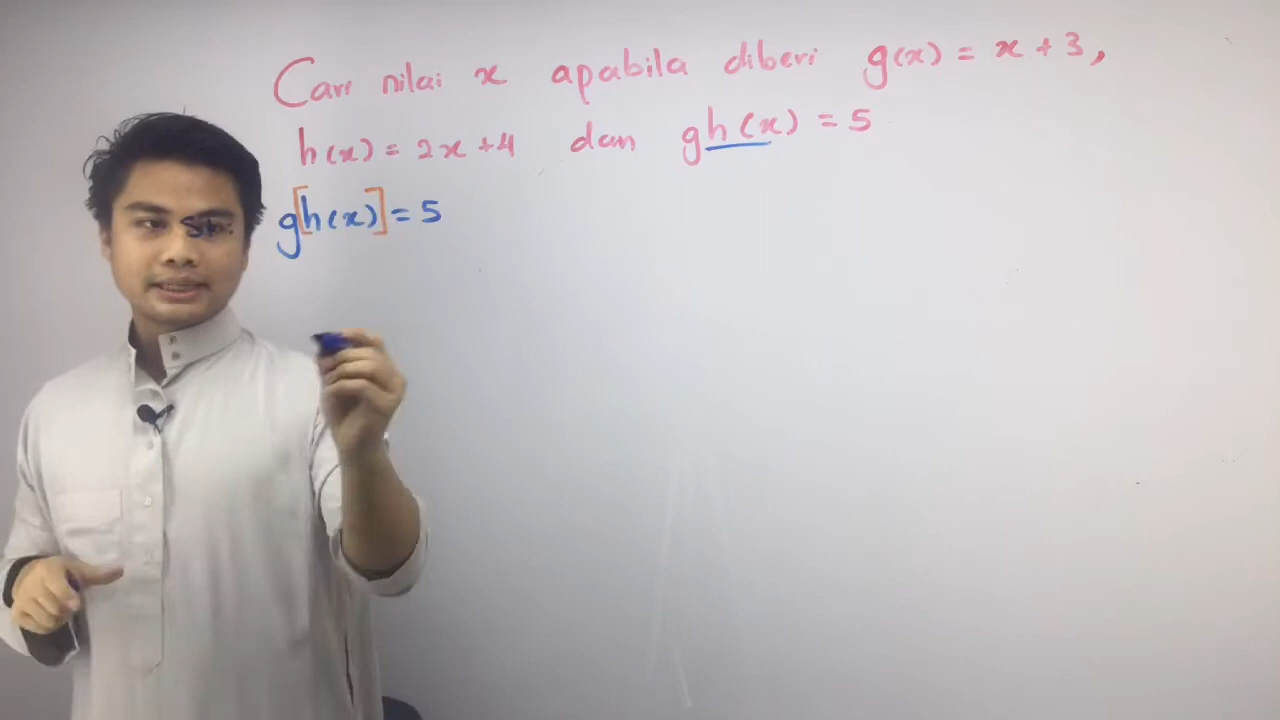 Cari nilai x apabila diberi g(x) = x + 3,
h(x) = 2x + 4 dan gh(x) = 5
g[h(x)] = 5